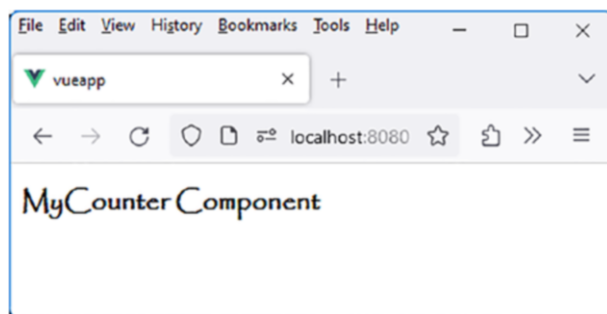 File Edit View History Bookmarks Tools Help
vueapp
localhost:8080
MyCounter Component